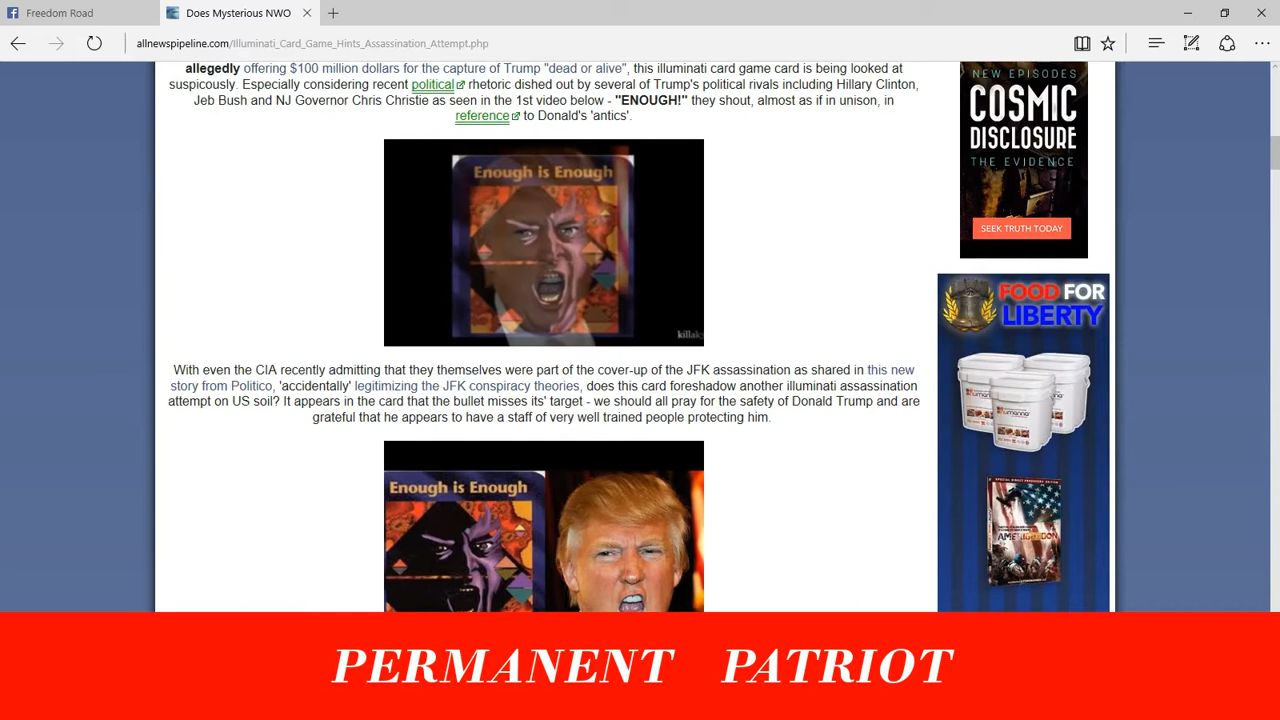 Freedom Road
Does Mysterious NWO
allnewspipeline.com/Illuminati_Card_Game_Hints_Assassination_Attempt.php
allegedly offering $100 million dollars for the capture of Trump "dead or alive", this illuminati card game card is being looked at
suspiciously. Especially considering recent political rhetoric dished out by several of Trump's political rivals including Hillary Clinton,
Jeb Bush and NJ Governor Chris Christie as seen in the 1st video below - "ENOUGH!" they shout, almost as if in unison, in
reference to Donald's 'antics'.
Enough is Enough
With even the CIA recently admitting that they themselves were part of the cover-up of the JFK assassination as shared in this new
story from Politico, 'accidentally' legitimizing the JFK conspiracy theories, does this card foreshadow another illuminati assassination
attempt on US soil? It appears in the card that the bullet misses its' target - we should all pray for the safety of Donald Trump and are
grateful that he appears to have a staff of very well trained people protecting him.
Enough is Enough
NEW EPISODES
COSMIC
DISCLOSURE
THE EVIDENCE
SEEK TRUTH TODAY
FOOD FOR
LIBERTY
AMERIGEDDON
PERMANENT PATRIOT